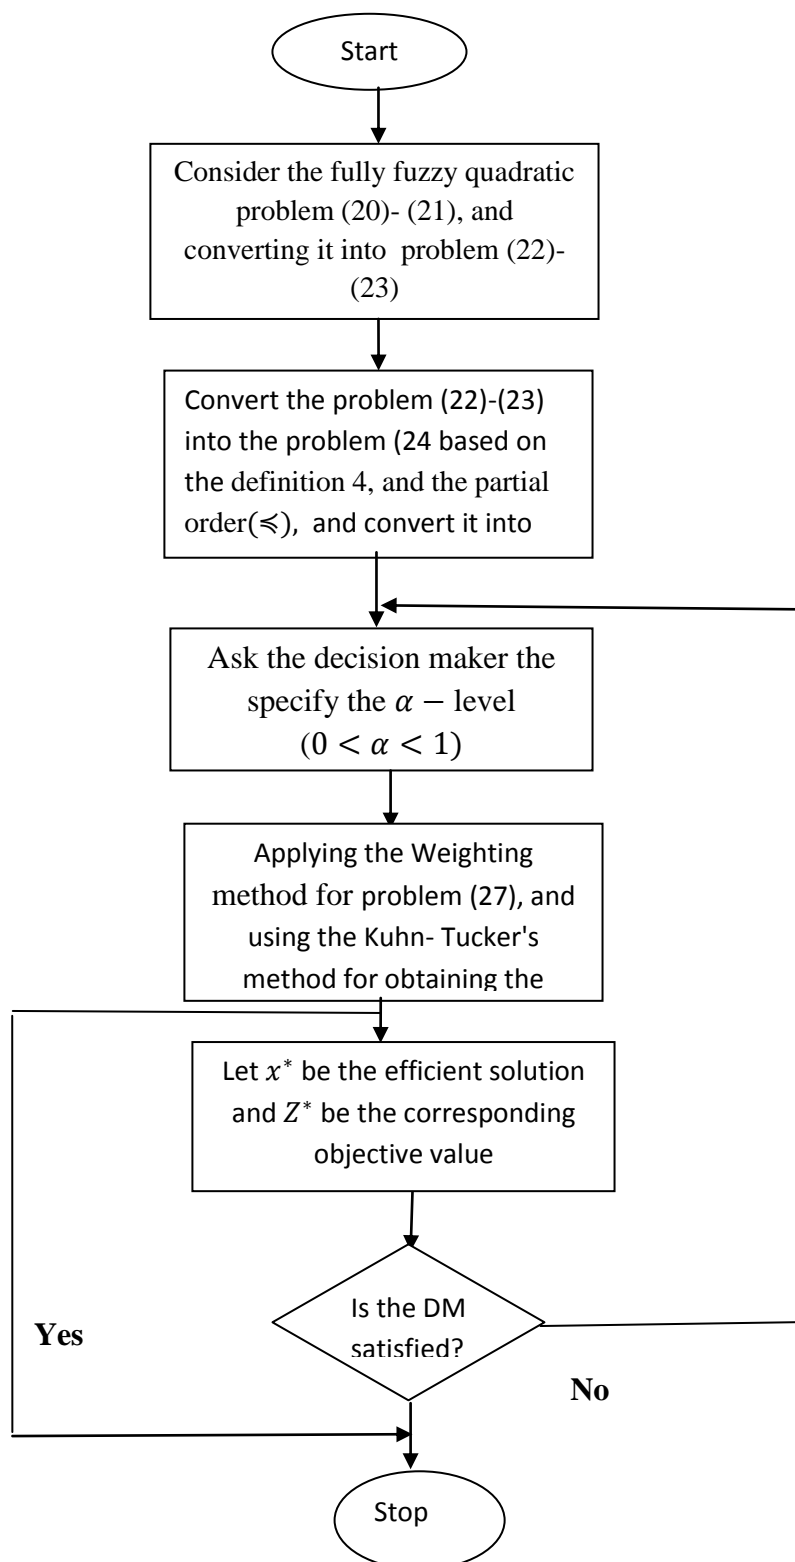 Start
Consider the fully fuzzy quadratic
problem (20)- (21), and
converting it into problem (22)-
(23)
Convert the problem (22)-(23)
into the problem (24 based on
the definition 4, and the partial
order(≼), and convert it into
Ask the decision maker the
specify the α − level
(0 < α < 1)
Applying the Weighting
method for problem (27), and
using the Kuhn- Tucker's
method for obtaining the
Let x* be the efficient solution
and Z* be the corresponding
objective value
Is the DM
satisfied?
Yes
No
Stop